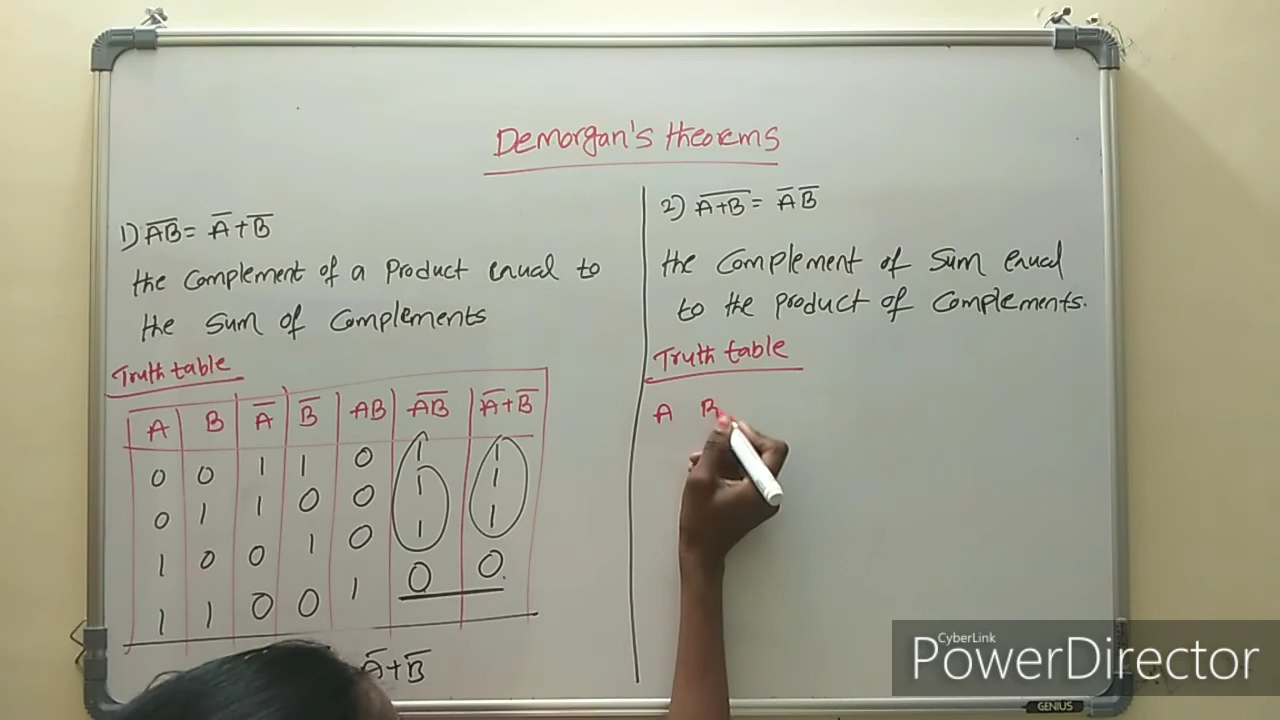 Demorgan's theorems
1) A̅B̅ = A̅ + B̅
the complement of a product equal to
the sum of complements
Truth table
A B A̅ B̅ AB A̅B̅ A̅+B̅
0 0 1 1 0 1 1
0 1 1 0 0 1 1
1 0 0 1 0 1 1
1 1 0 0 1 0 0
A̅+B̅
2) A̅+̅B̅ = A̅ B̅
the complement of sum equal
to the product of complements.
Truth table
A B
CyberLink
PowerDirector
GENIUS